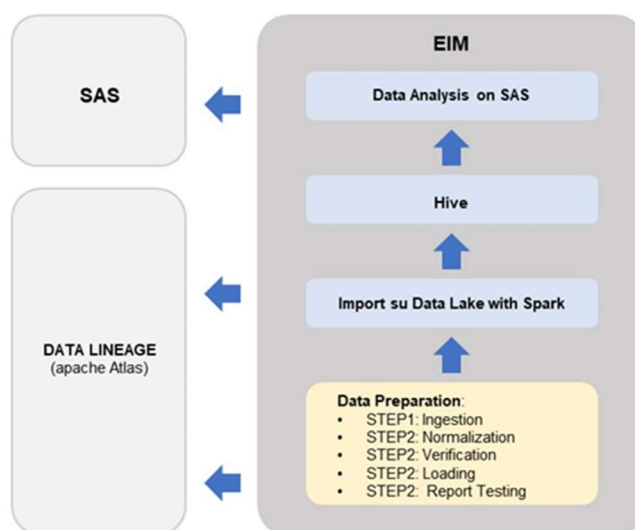 SAS
DATA LINEAGE
(apache Atlas)
EIM
Data Analysis on SAS
Hive
Import su Data Lake with Spark
Data Preparation:
• STEP1: Ingestion
• STEP2: Normalization
• STEP2: Verification
• STEP2: Loading
• STEP2: Report Testing